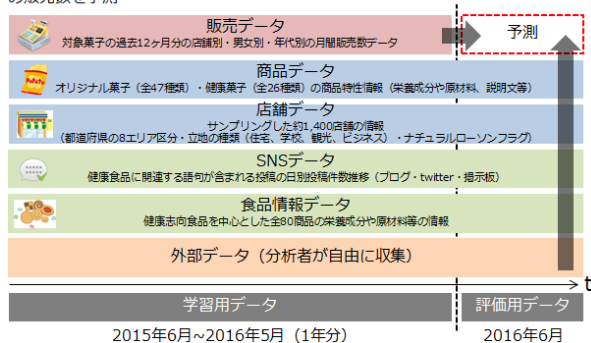 の販売数を予測
販売データ
対象菓子の過去12ヶ月分の店舗別・男女別・年代別の月間販売数データ
予測
商品データ
オリジナル菓子（全47種類）・健康菓子（全26種類）の商品特性情報（栄養成分や原材料、説明文等）
店舗データ
サンプリングした約1,400店舗の情報
（都道府県の8エリア区分・立地の種類（住宅、学校、観光、ビジネス）・ナチュラルローソンフラグ）
SNSデータ
健康食品に関連する語句が含まれる投稿の日別投稿件数推移（ブログ・twitter・掲示板）
食品情報データ
健康志向食品を中心とした全80商品の栄養成分や原材料等の情報
外部データ（分析者が自由に収集）
t
学習用データ
評価用データ
2015年6月~2016年5月（1年分）
2016年6月